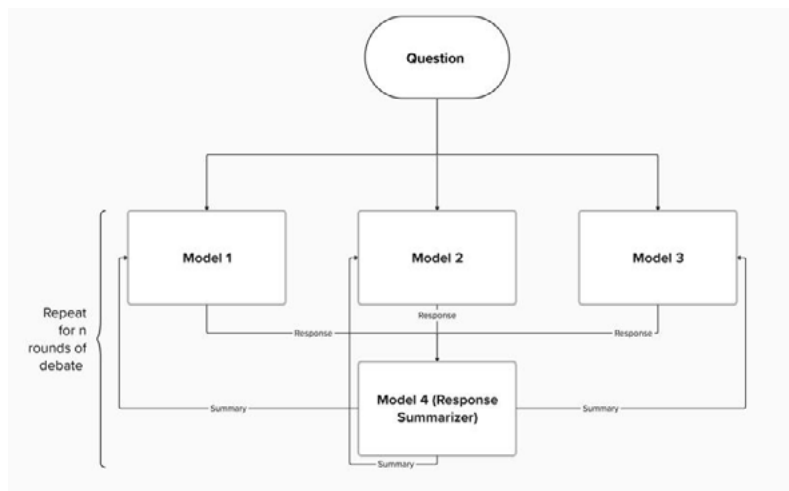 Question
Model 1
Model 2
Model 3
Repeat
for n
rounds of
debate
Response
Response
Response
Model 4 (Response
Summarizer)
Summary
Summary
Summary